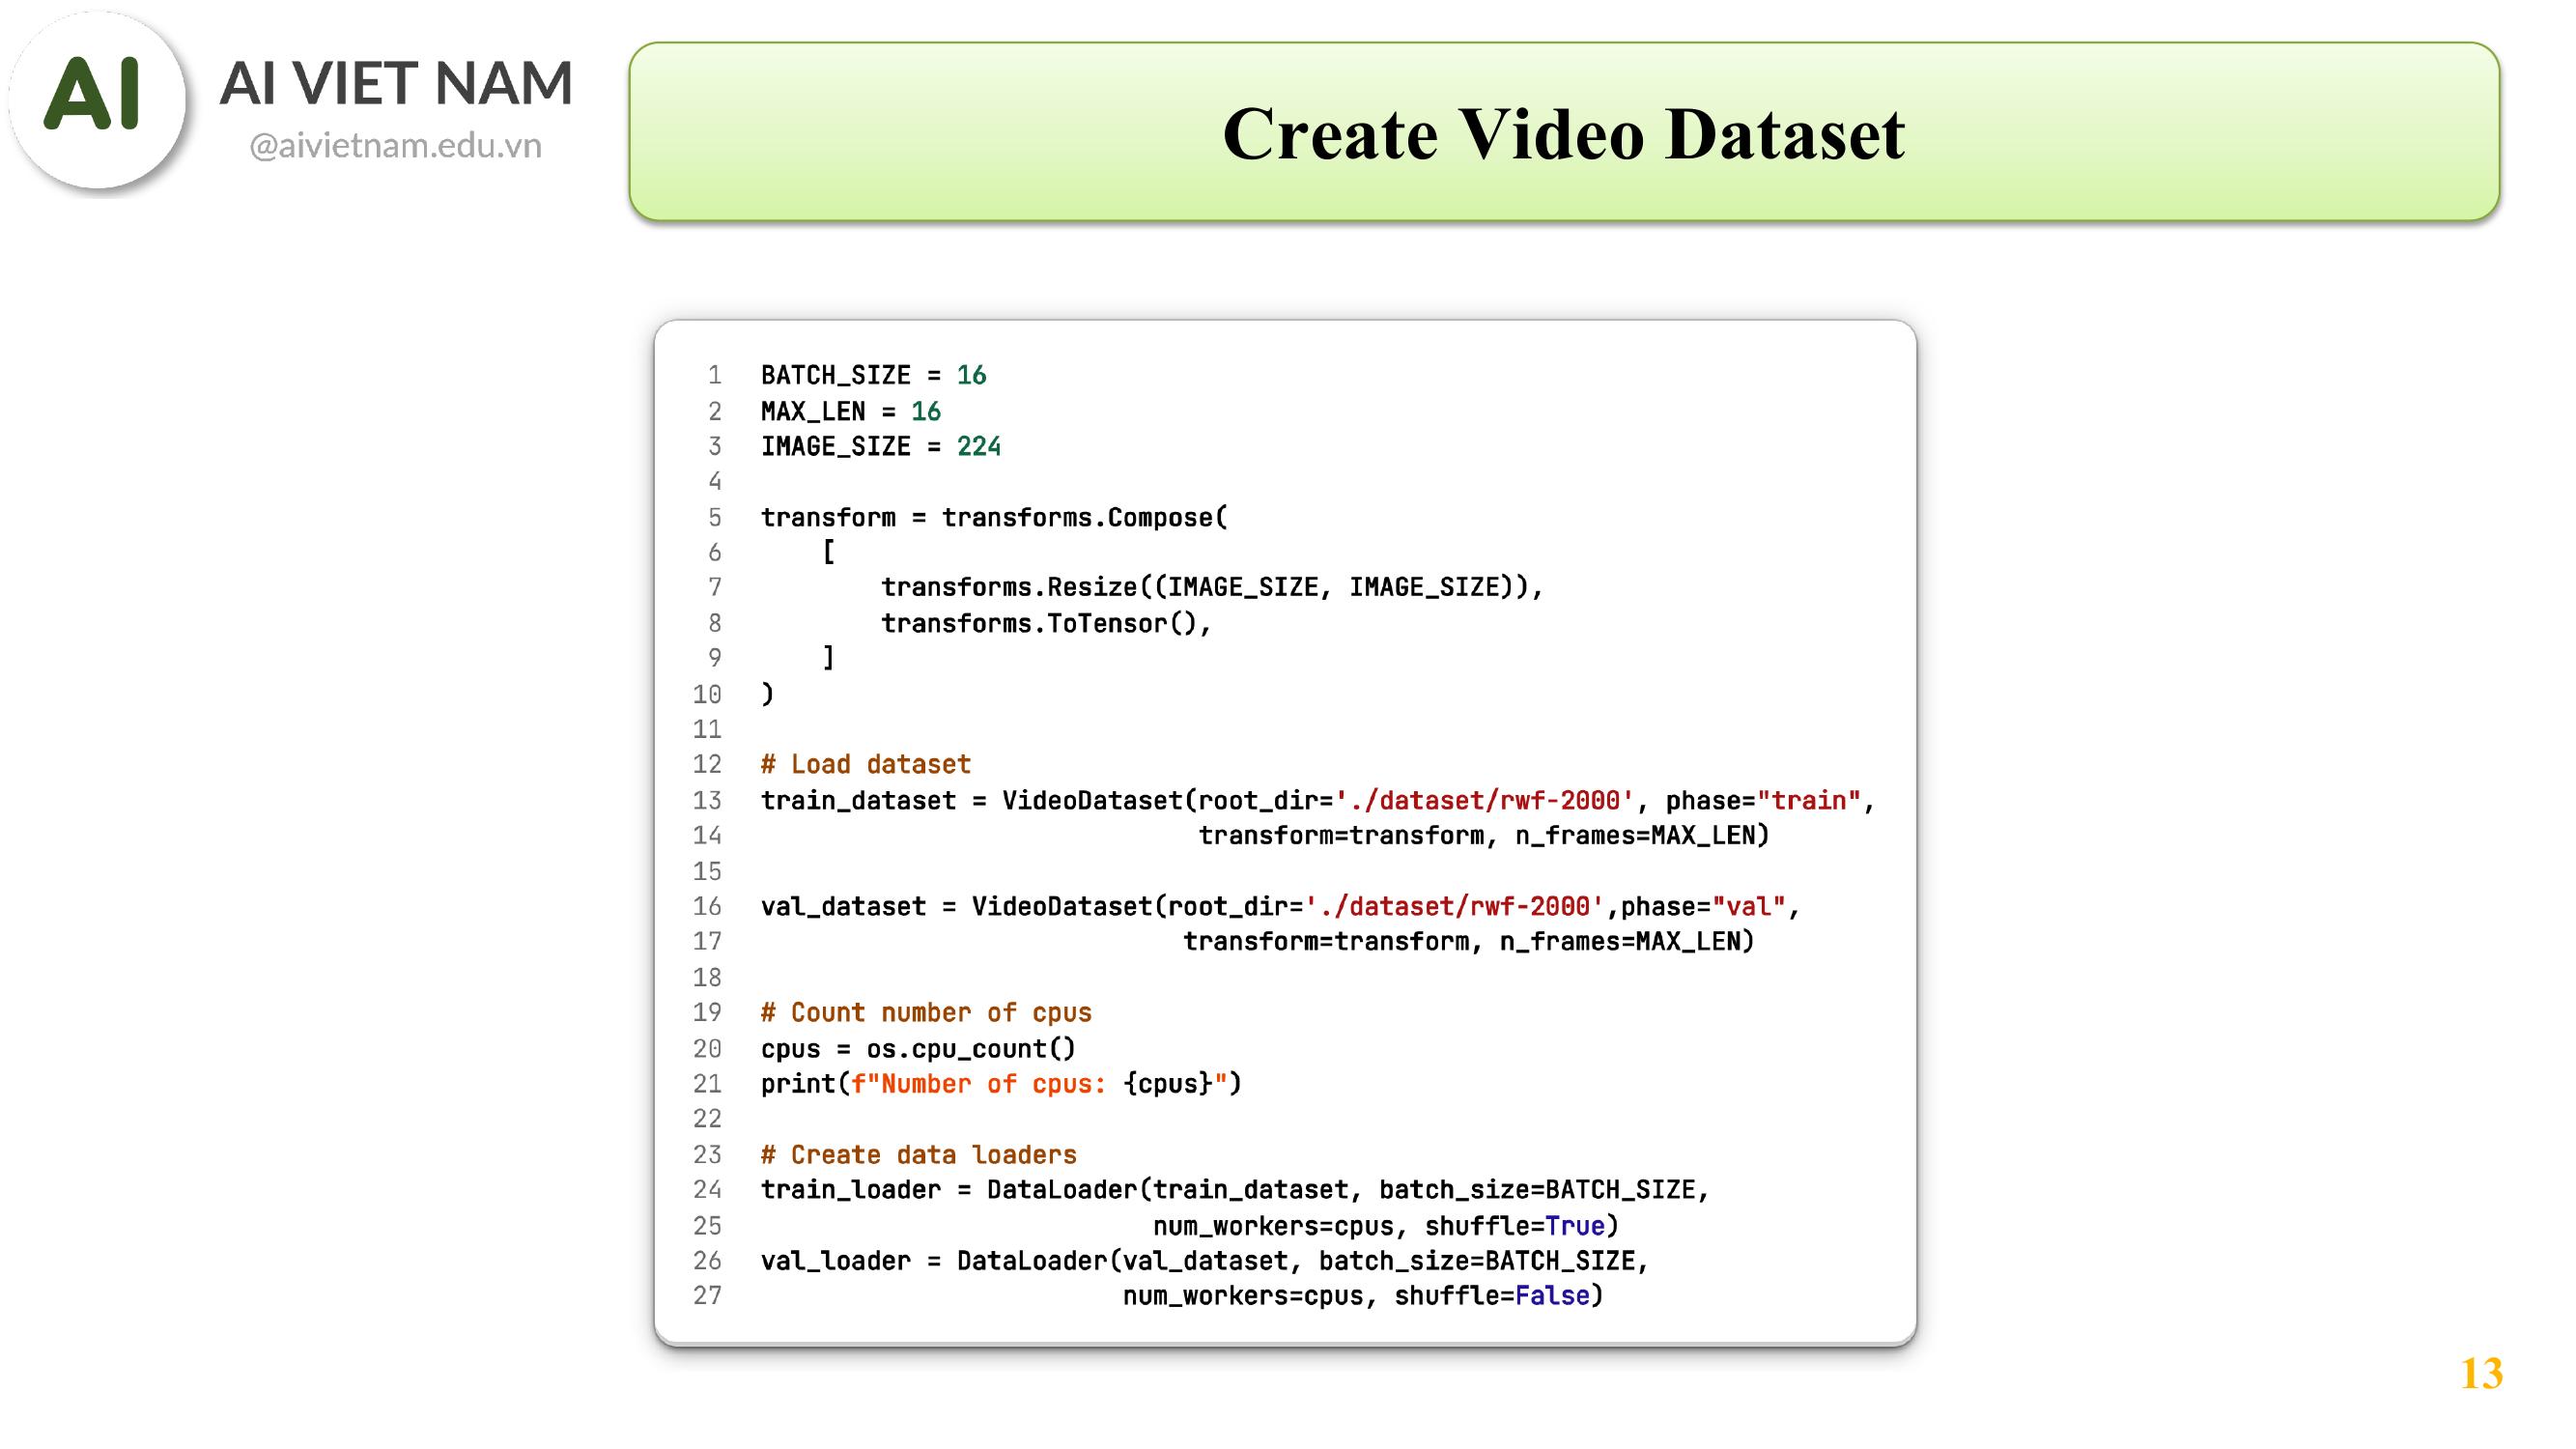 AI
AI VIET NAM
@aivietnam.edu.vn
Create Video Dataset
1 BATCH_SIZE = 16
2 MAX_LEN = 16
3 IMAGE_SIZE = 224
4
5 transform = transforms.Compose(
6     [
7         transforms.Resize((IMAGE_SIZE, IMAGE_SIZE)),
8         transforms.ToTensor(),
9     ]
10 )
11
12 # Load dataset
13 train_dataset = VideoDataset(root_dir='./dataset/rwf-2000', phase="train",
14                              transform=transform, n_frames=MAX_LEN)
15
16 val_dataset = VideoDataset(root_dir='./dataset/rwf-2000',phase="val",
17                             transform=transform, n_frames=MAX_LEN)
18
19 # Count number of cpus
20 cpus = os.cpu_count()
21 print(f"Number of cpus: {cpus}")
22
23 # Create data loaders
24 train_loader = DataLoader(train_dataset, batch_size=BATCH_SIZE,
25                           num_workers=cpus, shuffle=True)
26 val_loader = DataLoader(val_dataset, batch_size=BATCH_SIZE,
27                         num_workers=cpus, shuffle=False)
13